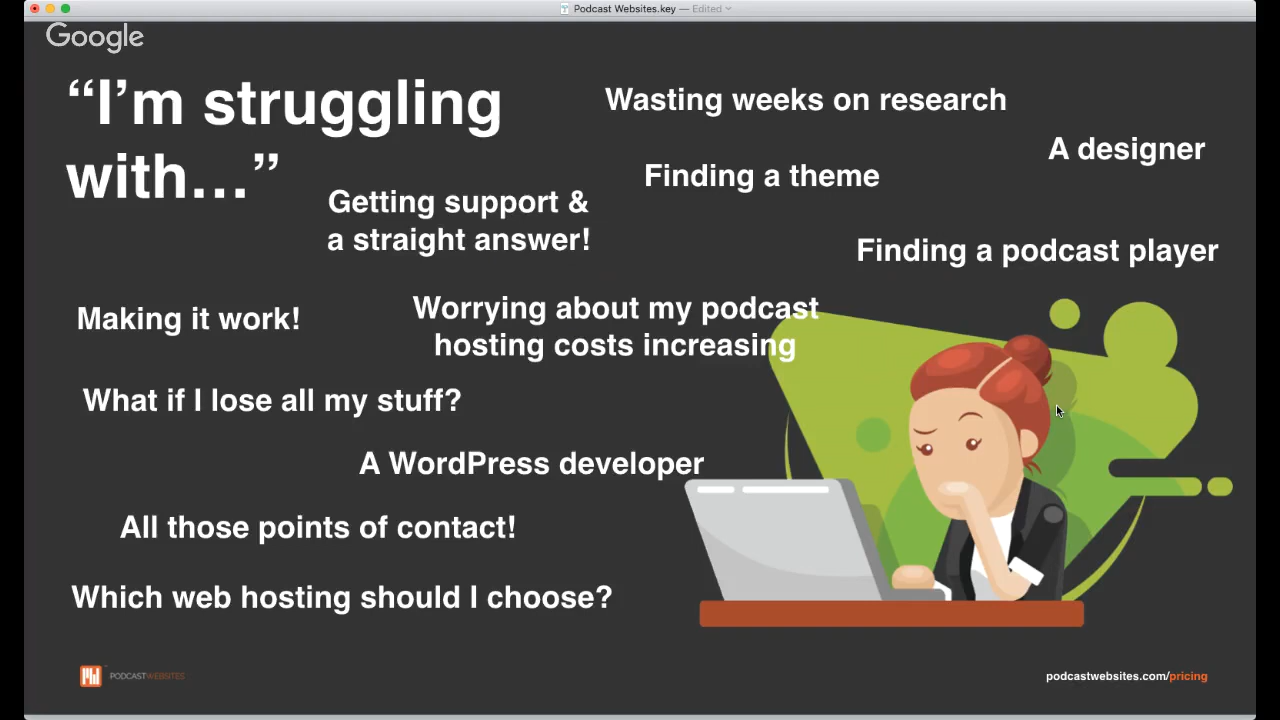 Podcast Websites.key — Edited
Google
“I’m struggling
with…”
Wasting weeks on research
A designer
Finding a theme
Getting support &
a straight answer!
Finding a podcast player
Making it work!
Worrying about my podcast
hosting costs increasing
What if I lose all my stuff?
A WordPress developer
All those points of contact!
Which web hosting should I choose?
PODCASTWEBSITES
podcastwebsites.com/pricing